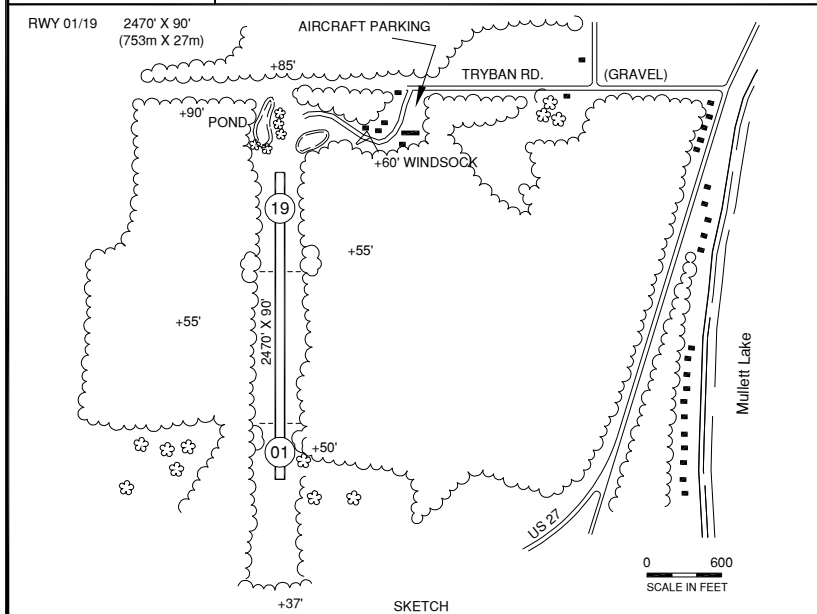 RWY 01/19 2470' X 90'
(753m X 27m)
AIRCRAFT PARKING
+85'
TRYBAN RD. (GRAVEL)
+90'
POND
+60' WINDSOCK
19
+55'
+55'
2470' X 90'
Mullett Lake
01
+50'
US 27
0 600
SCALE IN FEET
+37'
SKETCH